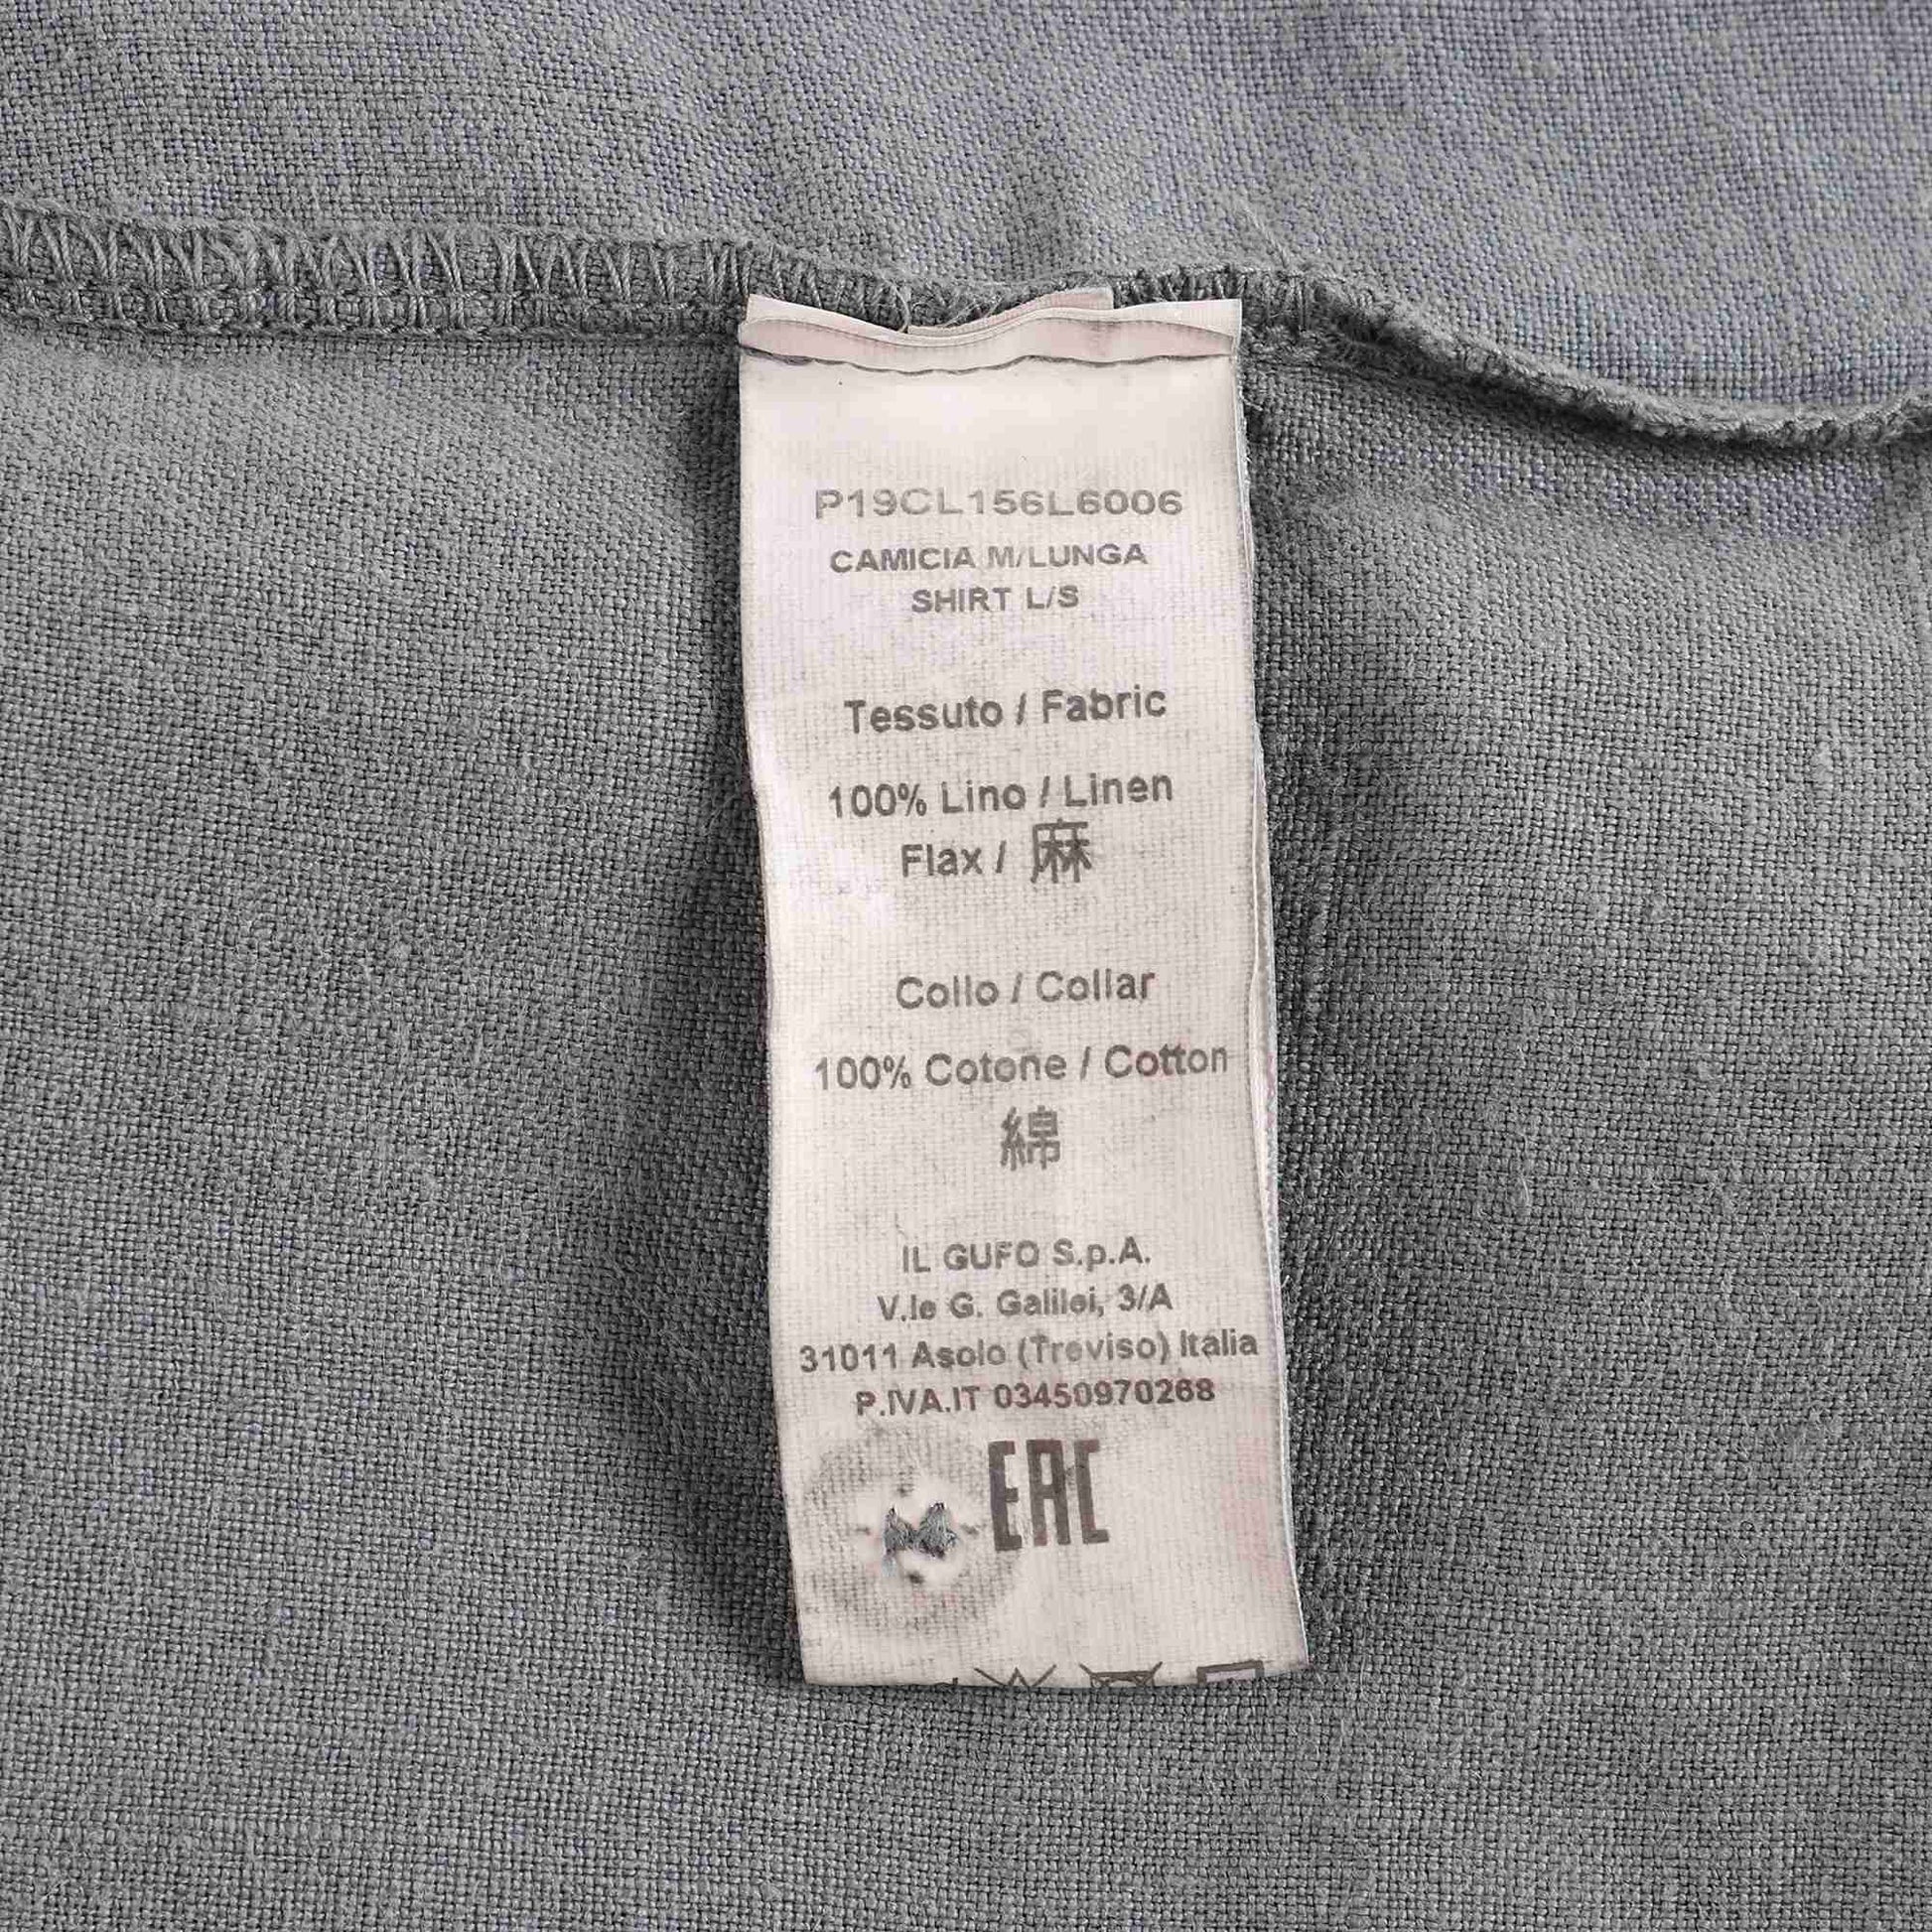 P19CL156L6006
CAMICIA M/LUNGA
SHIRT L/S
Tessuto / Fabric
100% Lino / Linen
Flax / 麻
Collo / Collar
100% Cotone / Cotton
綿
IL GUFO S.p.A.
V.le G. Galilei, 3/A
31011 Asolo (Treviso) Italia
P.IVA.IT 03450970268
EAC